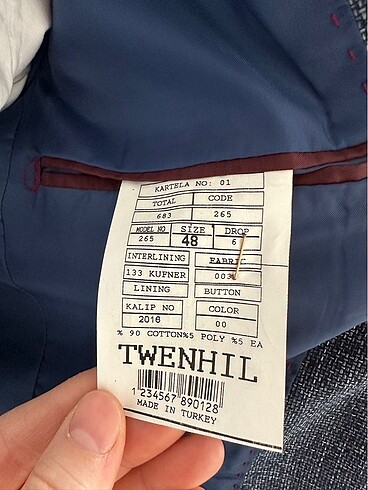 KARTELA NO: 01
TOTAL CODE
683 265
MODEL NO SIZE DROP
265 48 6
INTERLINING FABRIC
133 KUFNER 003
LINING BUTTON
KALIP NO COLOR
2016 00
% 90 COTTON%5 POLY %5 EA
TWENHIL
1 234567 890128
MADE IN TURKEY